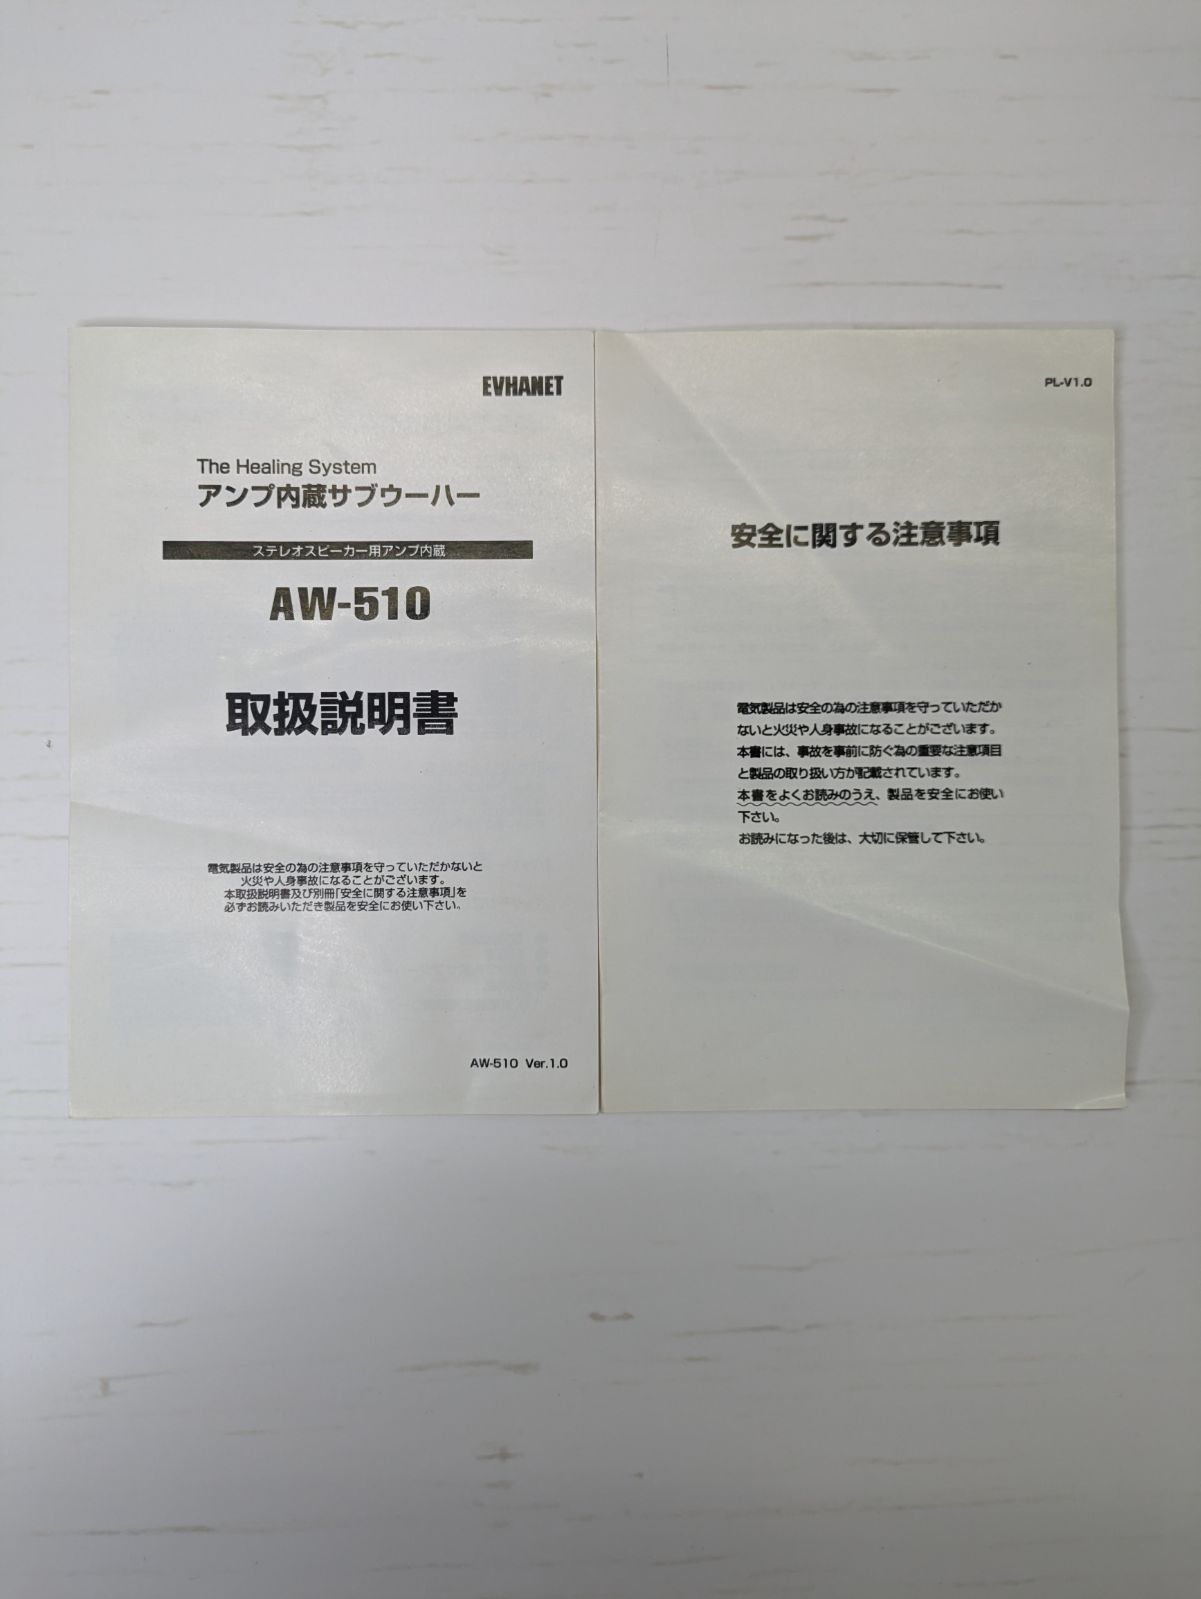 EVHANET
The Healing System
アンプ内蔵サブウーハー
ステレオスピーカー用アンプ内蔵
AW-510
取扱説明書
電気製品は安全の為の注意事項を守っていただかないと
火災や人身事故になることがございます。
本取扱説明書及び別冊「安全に関する注意事項」を
必ずお読みいただき製品を安全にお使い下さい。
AW-510 Ver.1.0
PL-V1.0
安全に関する注意事項
電気製品は安全の為の注意事項を守っていただか
ないと火災や人身事故になることがございます。
本書には、事故を事前に防ぐ為の重要な注意項目
と製品の取り扱い方が記載されています。
本書をよくお読みのうえ、製品を安全にお使い
下さい。
お読みになった後は、大切に保管して下さい。